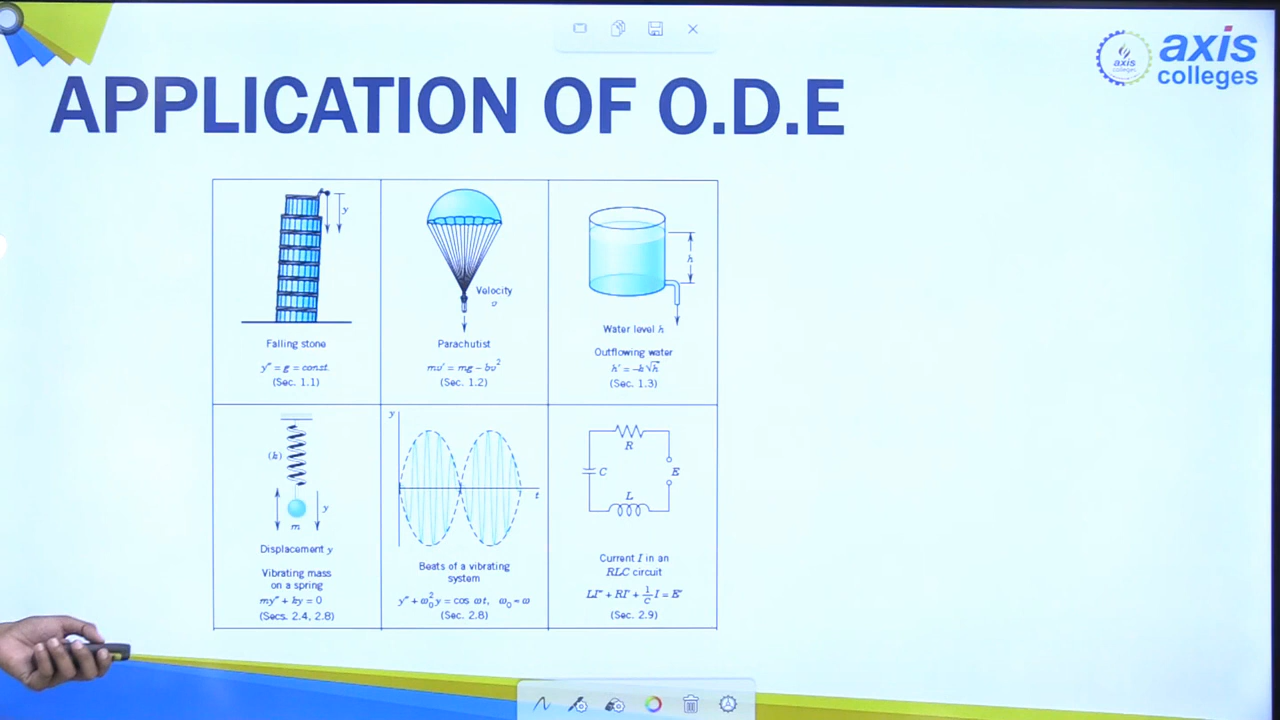 axis
colleges
axis
colleges
APPLICATION OF O.D.E
y
Falling stone
y″ = g = const.
(Sec. 1.1)
Velocity
v
Parachutist
mv′ = mg – bv²
(Sec. 1.2)
h
Water level h
Outflowing water
h′ = –k√h
(Sec. 1.3)
(k)
y
m
Displacement y
Vibrating mass
on a spring
my″ + ky = 0
(Secs. 2.4, 2.8)
y
t
Beats of a vibrating
system
y″ + ω₀²y = cos ωt, ω₀ ≈ ω
(Sec. 2.8)
R
C
E
L
Current I in an
RLC circuit
LI″ + RI′ + 1/C I = E′
(Sec. 2.9)